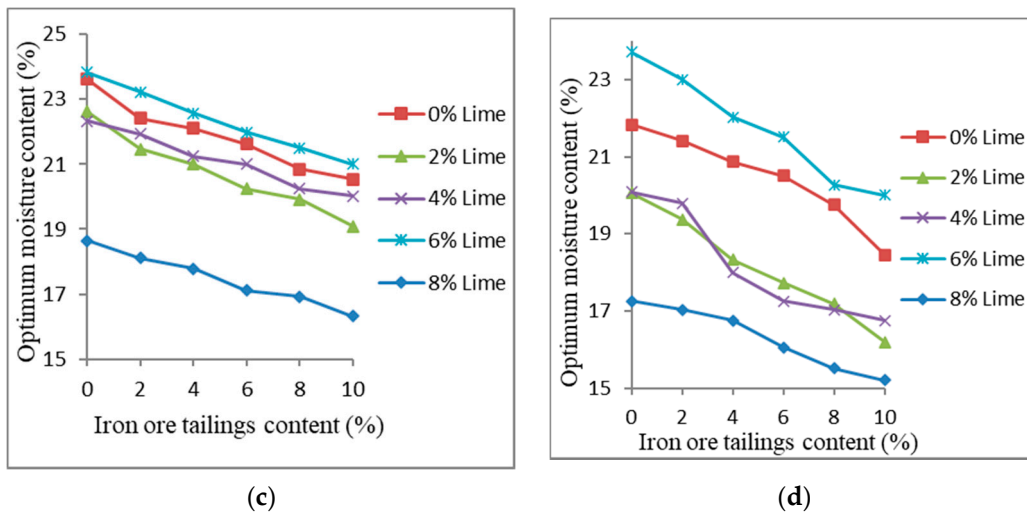 Optimum moisture content (%)
25
23
21
19
17
15
0 2 4 6 8 10
Iron ore tailings content (%)
0% Lime
2% Lime
4% Lime
6% Lime
8% Lime
(c)
Optimum moisture content (%)
23
21
19
17
15
0 2 4 6 8 10
Iron ore tailings content (%)
0% Lime
2% Lime
4% Lime
6% Lime
8% Lime
(d)